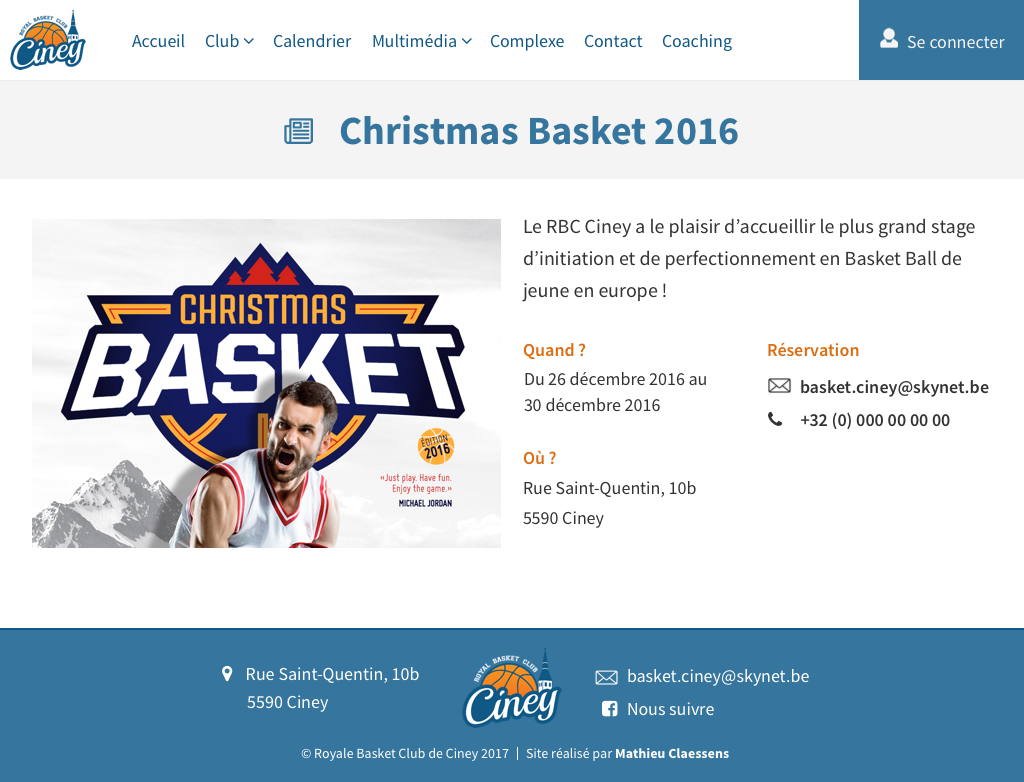 ROYAL BASKET CLUB
Ciney
Accueil Club Calendrier Multimédia Complexe Contact Coaching
Se connecter
Christmas Basket 2016
CHRISTMAS
BASKET
ÉDITION
2016
«Just play. Have fun.
Enjoy the game.»
MICHAEL JORDAN
Le RBC Ciney a le plaisir d’accueillir le plus grand stage
d’initiation et de perfectionnement en Basket Ball de
jeune en europe !
Quand ?
Du 26 décembre 2016 au
30 décembre 2016
Réservation
basket.ciney@skynet.be
+32 (0) 000 00 00 00
Où ?
Rue Saint-Quentin, 10b
5590 Ciney
Rue Saint-Quentin, 10b
5590 Ciney
ROYAL BASKET CLUB
Ciney
basket.ciney@skynet.be
Nous suivre
© Royale Basket Club de Ciney 2017 | Site réalisé par Mathieu Claessens